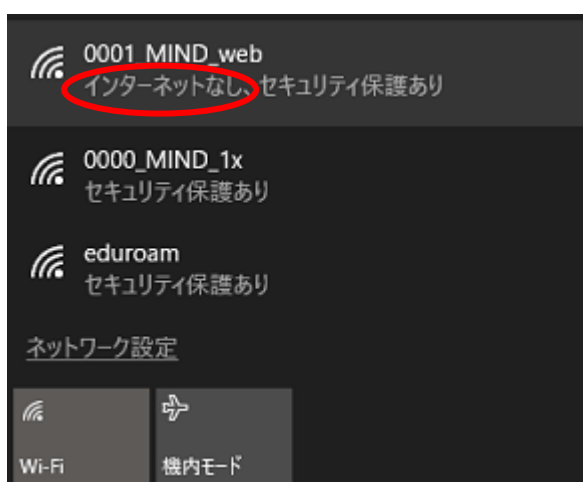 0001_MIND_web
インターネットなし、セキュリティ保護あり
0000_MIND_1x
セキュリティ保護あり
eduroam
セキュリティ保護あり
ネットワーク設定
Wi-Fi
機内モード